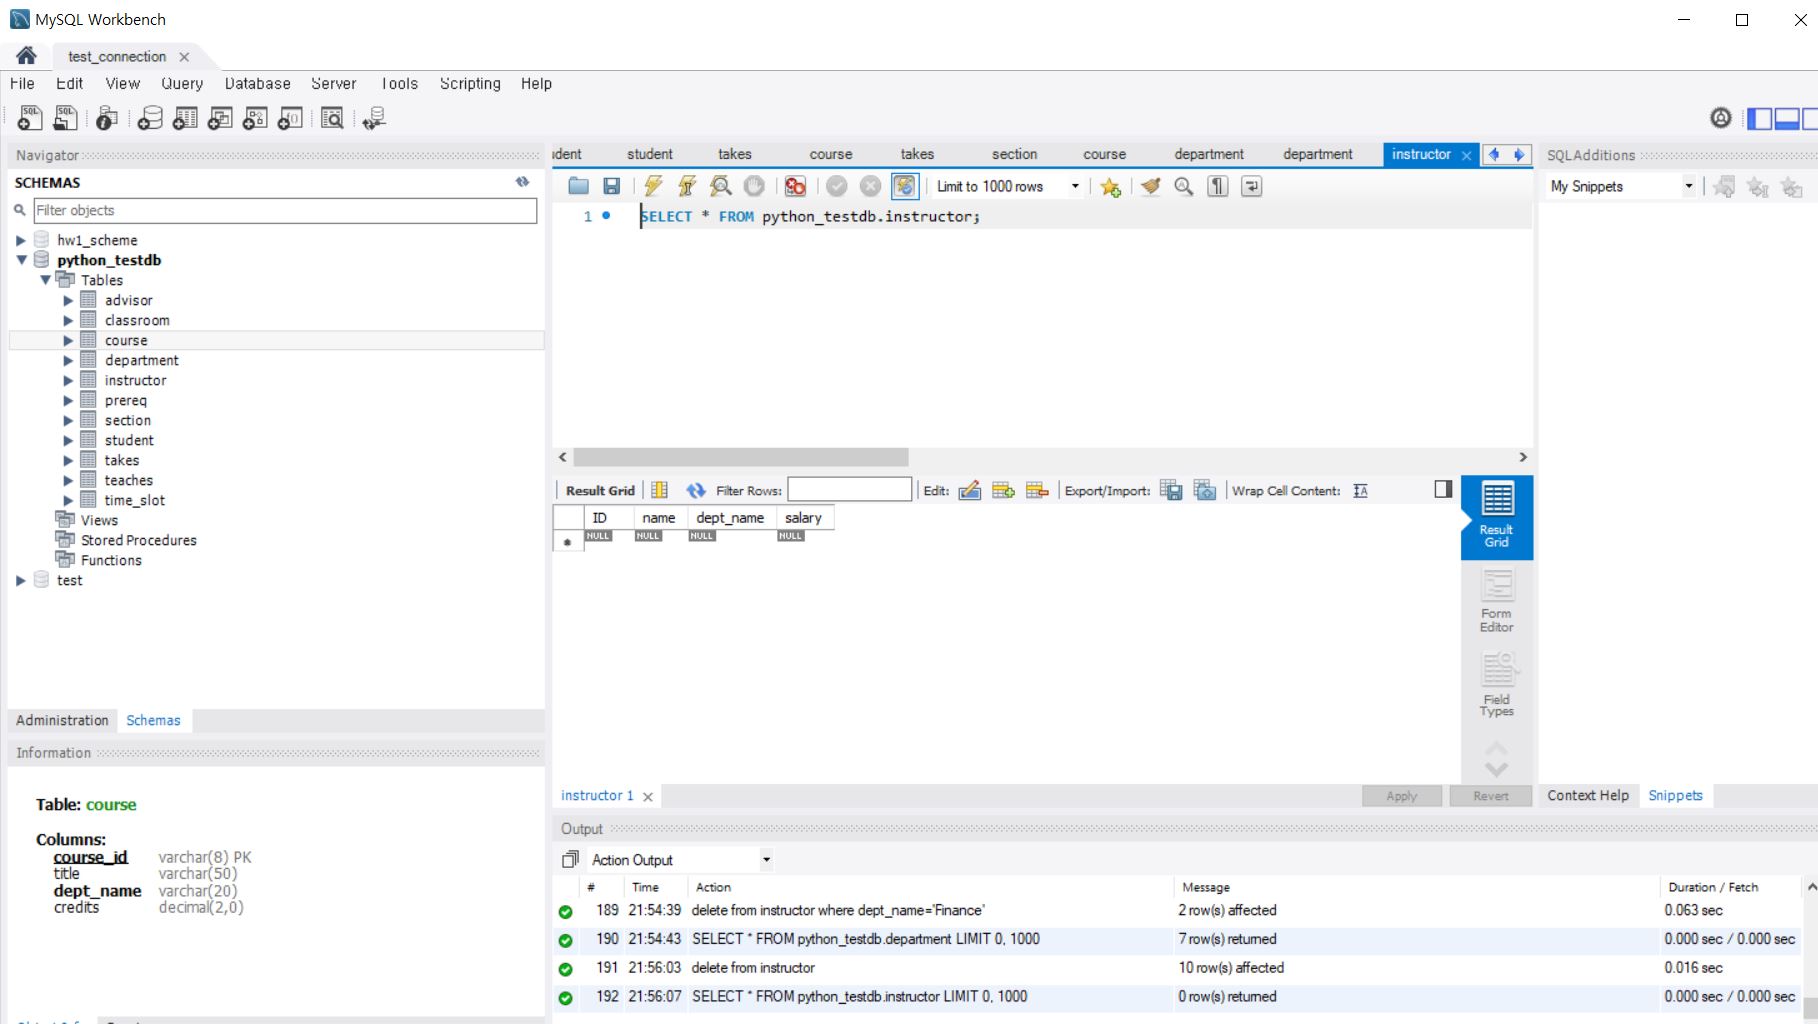 MySQL Workbench
test_connection
File Edit View Query Database Server Tools Scripting Help
Navigator
SCHEMAS
Filter objects
hw1_scheme
python_testdb
Tables
advisor
classroom
course
department
instructor
prereq
section
student
takes
teaches
time_slot
Views
Stored Procedures
Functions
test
Administration Schemas
Information
Table: course
Columns:
course_id varchar(8) PK
title varchar(50)
dept_name varchar(20)
credits decimal(2,0)
student takes course takes section course department department instructor
Limit to 1000 rows
1 SELECT * FROM python_testdb.instructor;
Result Grid Filter Rows: Edit: Export/Import: Wrap Cell Content:
ID name dept_name salary
NULL NULL NULL NULL
Result
Grid
Form
Editor
Field
Types
instructor 1 Apply Revert
SQLAdditions
My Snippets
Context Help Snippets
Output
Action Output
# Time Action Message Duration / Fetch
189 21:54:39 delete from instructor where dept_name='Finance' 2 row(s) affected 0.063 sec
190 21:54:43 SELECT * FROM python_testdb.department LIMIT 0, 1000 7 row(s) returned 0.000 sec / 0.000 sec
191 21:56:03 delete from instructor 10 row(s) affected 0.016 sec
192 21:56:07 SELECT * FROM python_testdb.instructor LIMIT 0, 1000 0 row(s) returned 0.000 sec / 0.000 sec